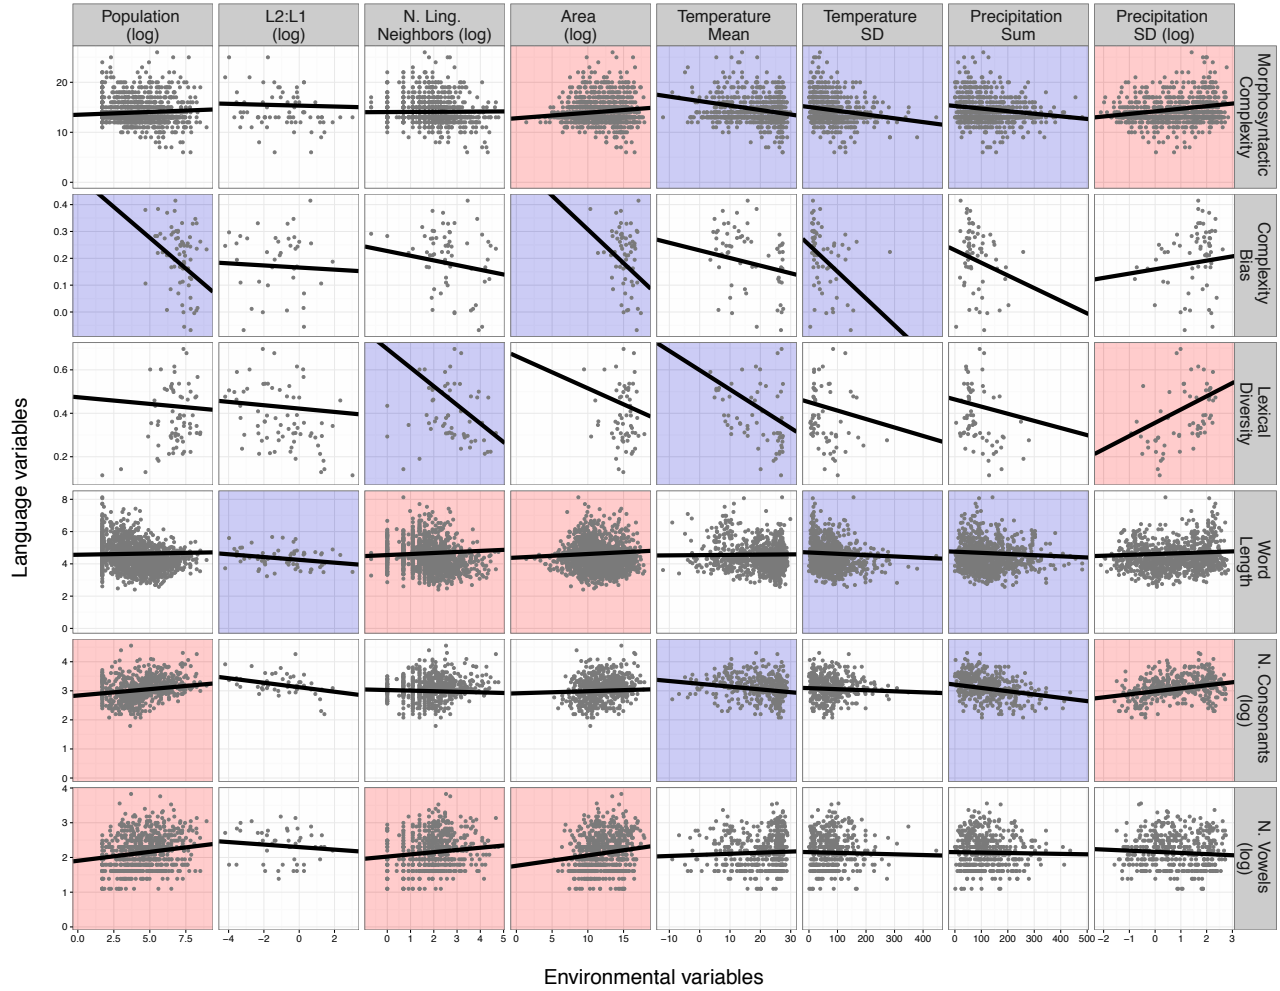 Population (log)
L2:L1 (log)
N. Ling. Neighbors (log)
Area (log)
Temperature Mean
Temperature SD
Precipitation Sum
Precipitation SD (log)
20
10
0
Morphosyntactic Complexity
0.4
0.3
0.2
0.1
0.0
Complexity Bias
0.6
0.4
0.2
Lexical Diversity
8
6
4
2
0
Word Length
4
3
2
1
0
N. Consonants (log)
4
3
2
1
0
N. Vowels (log)
0.0 2.5 5.0 7.5
−4 −2 0 2
0 1 2 3 4 5
0 5 10 15
−10 0 10 20 30
0 100 200 300 400
0 100 200 300 400 500
−2 −1 0 1 2 3
Language variables
Environmental variables